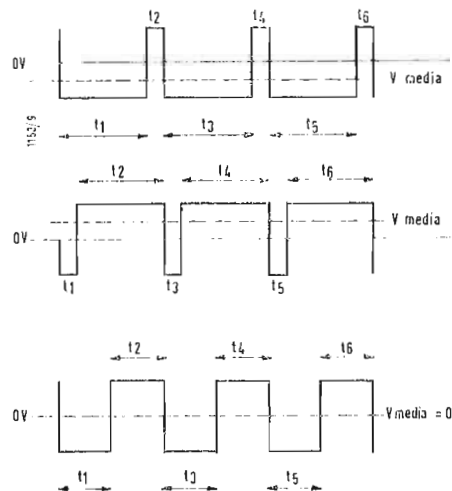 t2 t4 t6
0V
V media
1153/9
t1 t3 t5
t2 t4 t6
V media
0V
t1 t3 t5
t2 t4 t6
0V V media = 0
t1 t3 t5